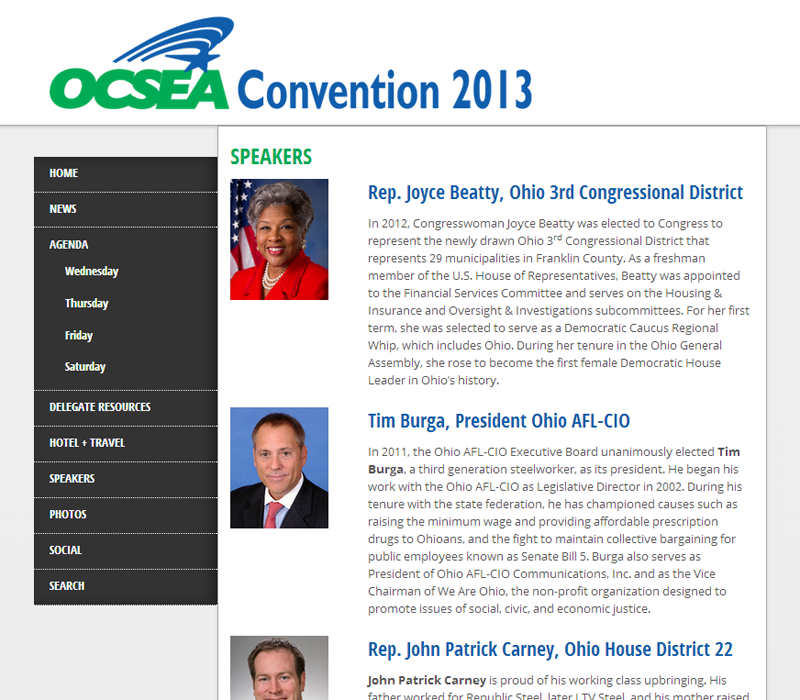 OCSEA Convention 2013
HOME
NEWS
AGENDA
Wednesday
Thursday
Friday
Saturday
DELEGATE RESOURCES
HOTEL + TRAVEL
SPEAKERS
PHOTOS
SOCIAL
SEARCH
SPEAKERS
Rep. Joyce Beatty, Ohio 3rd Congressional District
In 2012, Congresswoman Joyce Beatty was elected to Congress to
represent the newly drawn Ohio 3rd Congressional District that
represents 29 municipalities in Franklin County. As a freshman
member of the U.S. House of Representatives, Beatty was appointed
to the Financial Services Committee and serves on the Housing &
Insurance and Oversight & Investigations subcommittees. For her first
term, she was selected to serve as a Democratic Caucus Regional
Whip, which includes Ohio. During her tenure in the Ohio General
Assembly, she rose to become the first female Democratic House
Leader in Ohio's history.
Tim Burga, President Ohio AFL-CIO
In 2011, the Ohio AFL-CIO Executive Board unanimously elected Tim
Burga, a third generation steelworker, as its president. He began his
work with the Ohio AFL-CIO as Legislative Director in 2002. During his
tenure with the state federation, he has championed causes such as
raising the minimum wage and providing affordable prescription
drugs to Ohioans, and the fight to maintain collective bargaining for
public employees known as Senate Bill 5. Burga also serves as
President of Ohio AFL-CIO Communications, Inc. and as the Vice
Chairman of We Are Ohio, the non-profit organization designed to
promote issues of social, civic, and economic justice.
Rep. John Patrick Carney, Ohio House District 22
John Patrick Carney is proud of his working class upbringing. His
father worked for Republic Steel, later LTV Steel, and his mother raised